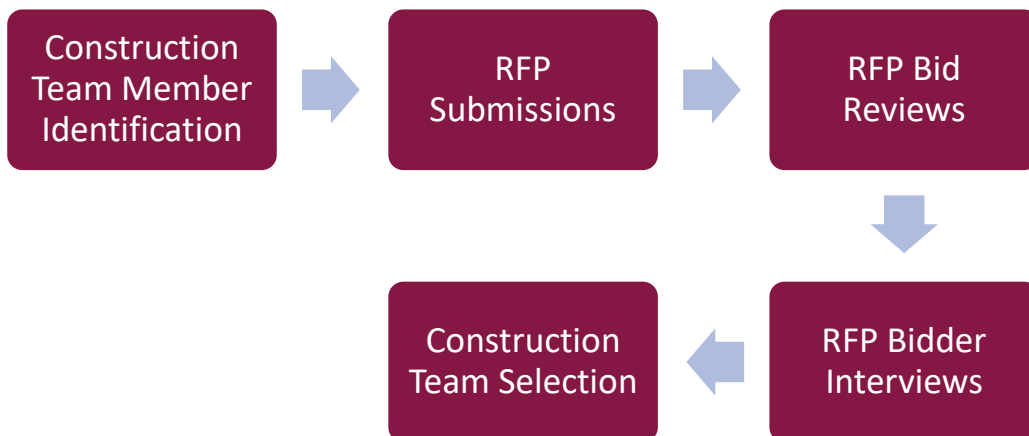 Construction
Team Member
Identification
RFP
Submissions
RFP Bid
Reviews
RFP Bidder
Interviews
Construction
Team Selection